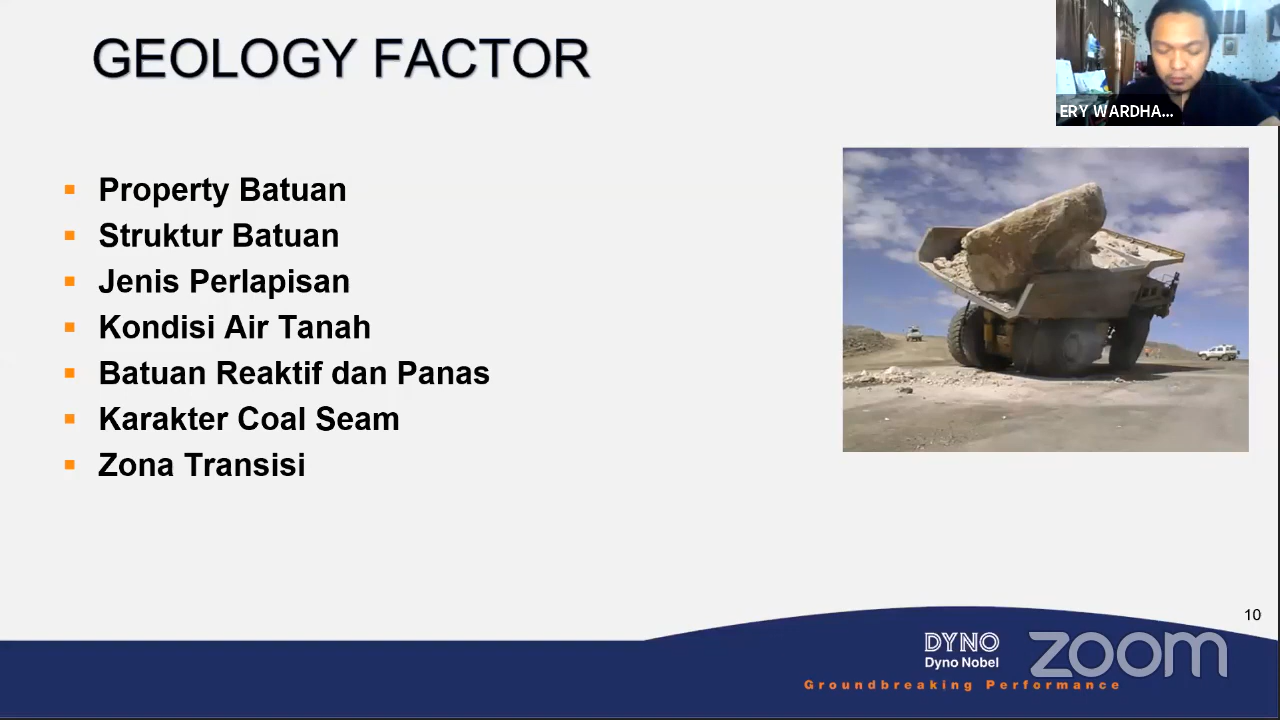 GEOLOGY FACTOR
ERY WARDHA...
Property Batuan
Struktur Batuan
Jenis Perlapisan
Kondisi Air Tanah
Batuan Reaktif dan Panas
Karakter Coal Seam
Zona Transisi
10
DYNO
Dyno Nobel
zoom
Groundbreaking Performance